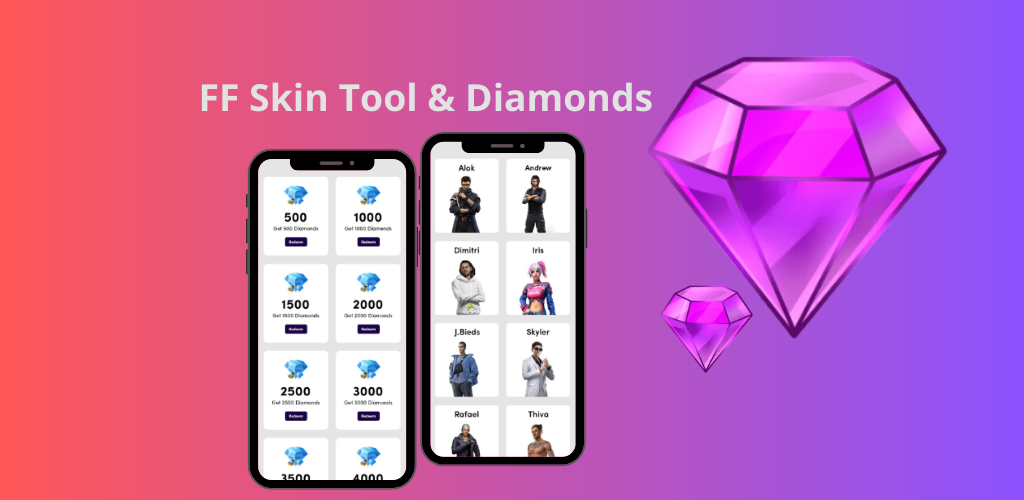 FF Skin Tool & Diamonds
500
Get 500 Diamonds
Redeem
1000
Get 1000 Diamonds
Redeem
1500
Get 1500 Diamonds
Redeem
2000
Get 2000 Diamonds
Redeem
2500
Get 2500 Diamonds
Redeem
3000
Get 3000 Diamonds
Redeem
3500
4000
Alok
Andrew
Dimitri
Iris
J.Bieds
Skyler
Rafael
Thiva